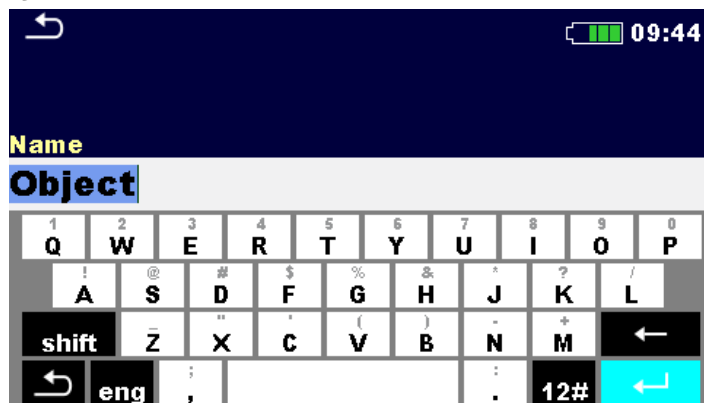 09:44
Name
Object
1 2 3 4 5 6 7 8 9 0
Q W E R T Y U I O P
! @ # $ % & * ? /
A S D F G H J K L
_ " ' ( ) - +
shift Z X C V B N M
; :
eng , . 12#